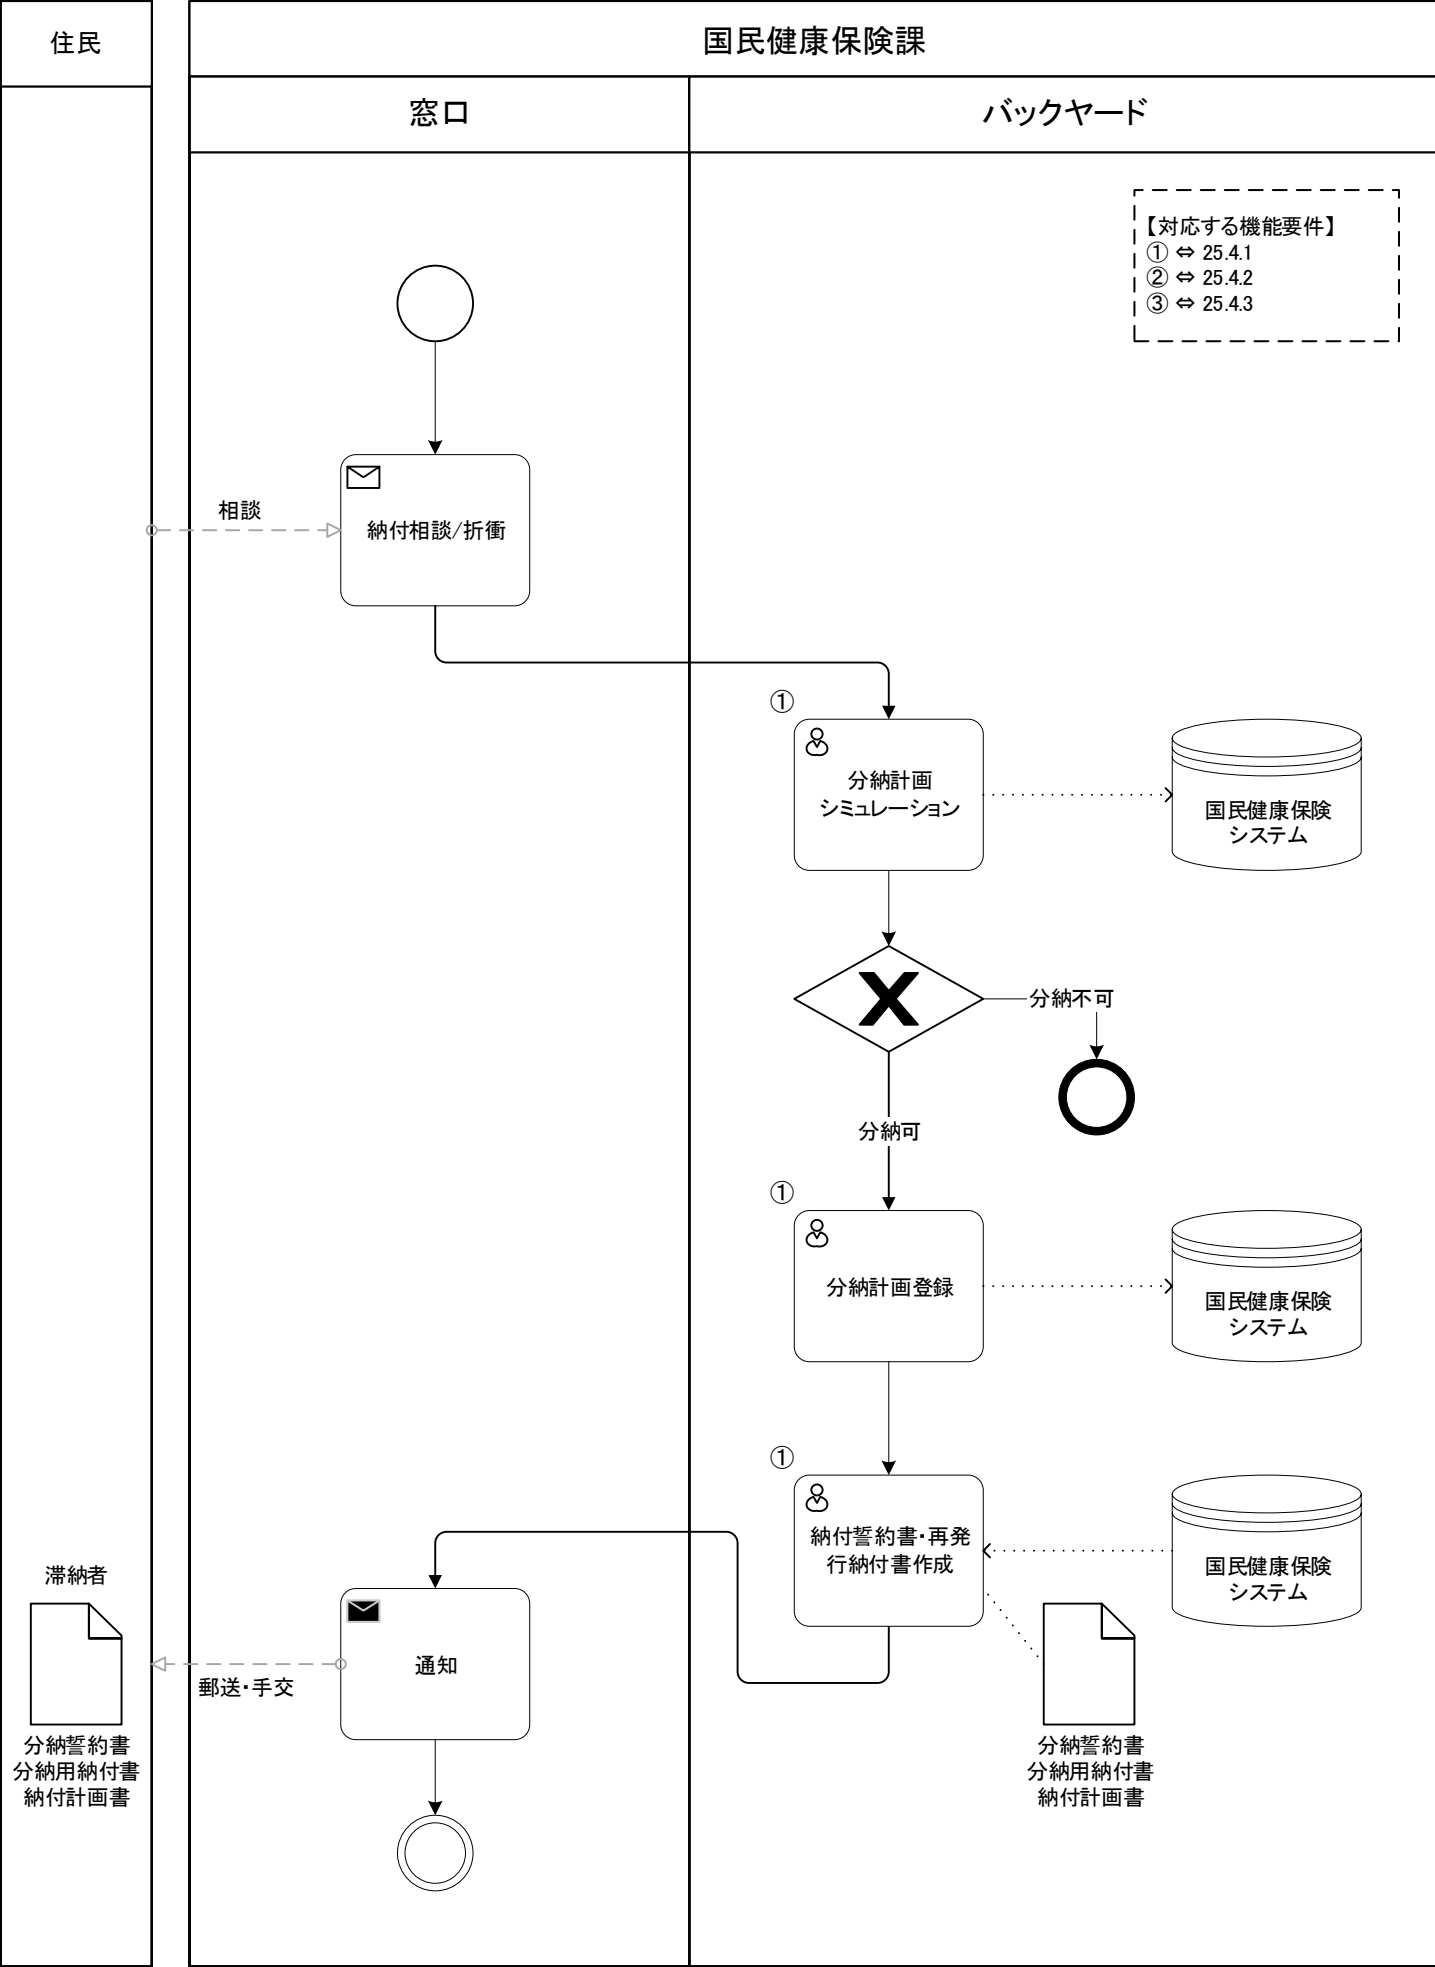 住民
国民健康保険課
窓口
バックヤード
【対応する機能要件】
① ⇔ 25.4.1
② ⇔ 25.4.2
③ ⇔ 25.4.3
相談
納付相談/折衝
①
分納計画
シミュレーション
国民健康保険
システム
分納不可
分納可
①
分納計画登録
国民健康保険
システム
①
納付誓約書・再発
行納付書作成
国民健康保険
システム
滞納者
通知
郵送・手交
分納誓約書
分納用納付書
納付計画書
分納誓約書
分納用納付書
納付計画書